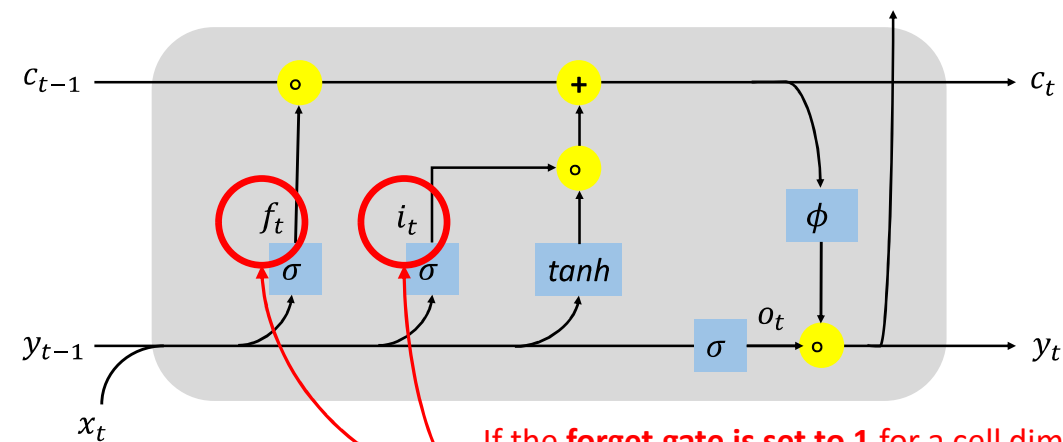 c_{t-1} ∘ + c_t
∘
f_t i_t ϕ
σ σ tanh
o_t
y_{t-1} σ ∘ y_t
x_t
If the forget gate is set to 1 for a cell dim